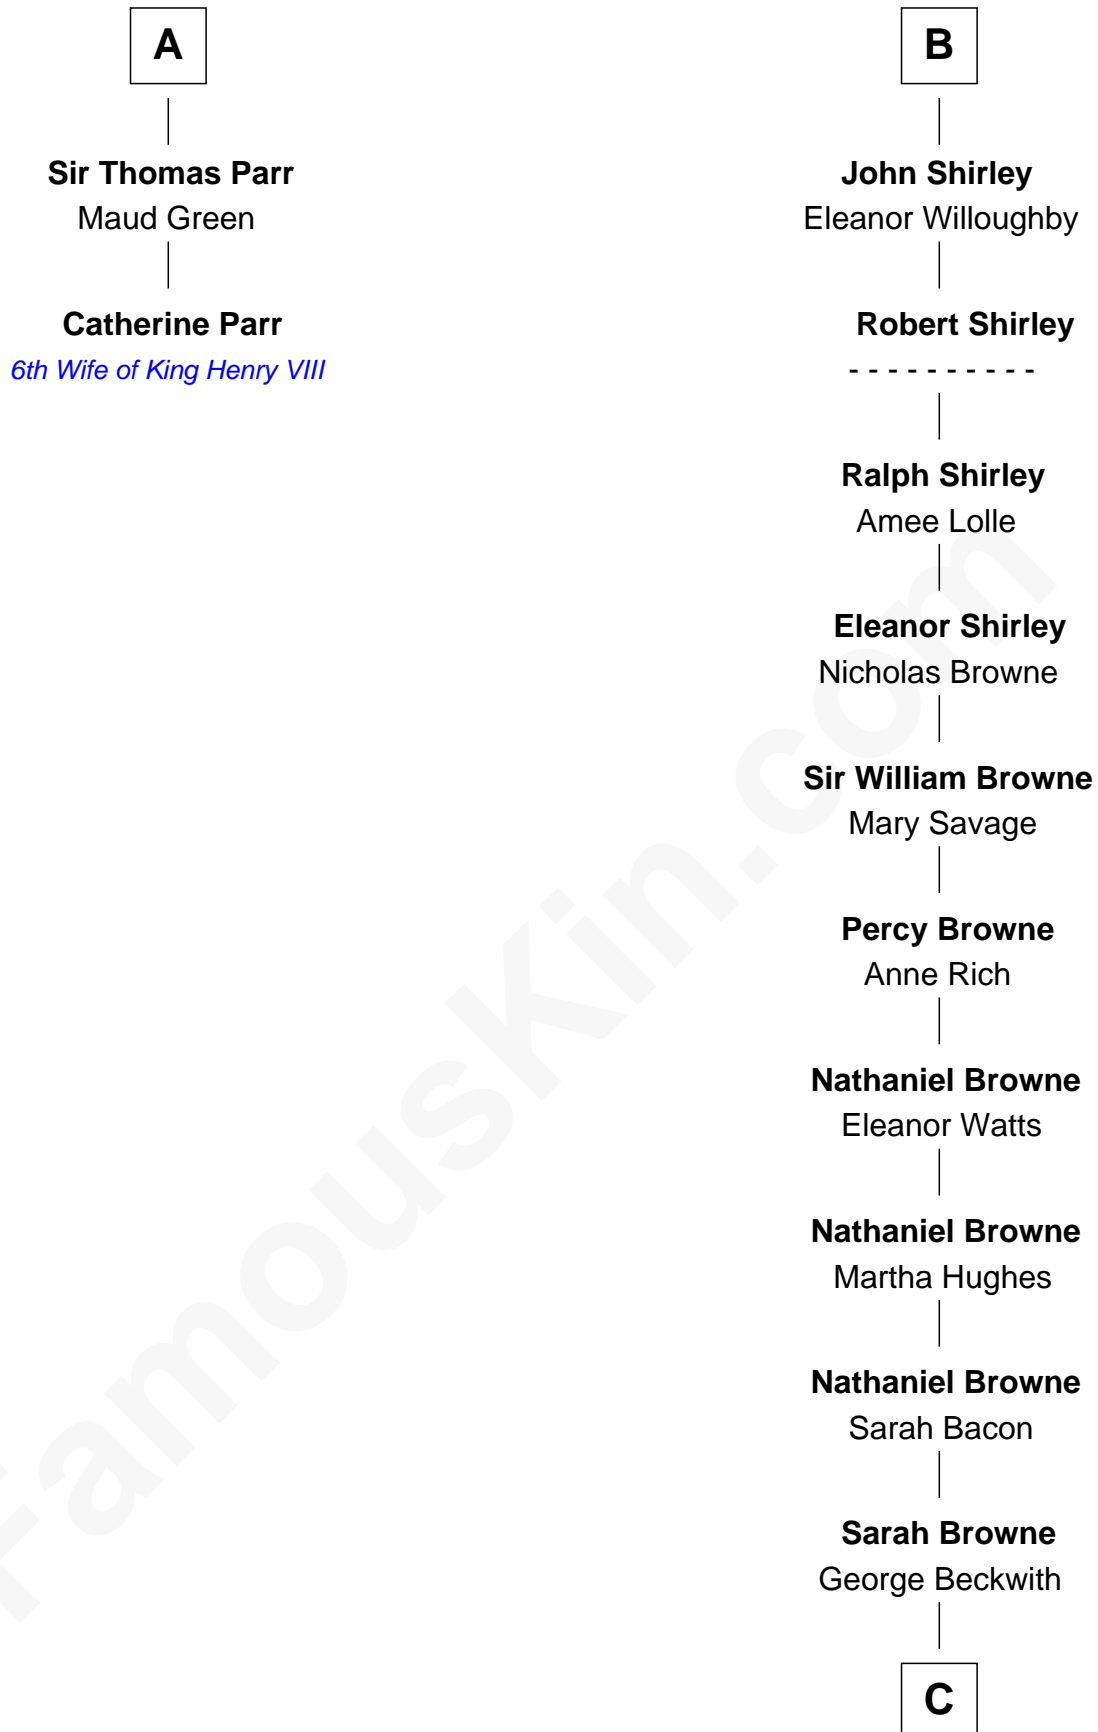 A
Sir Thomas Parr
Maud Green
Catherine Parr
6th Wife of King Henry VIII
B
John Shirley
Eleanor Willoughby
Robert Shirley
- - - - - - - - - -
Ralph Shirley
Amee Lolle
Eleanor Shirley
Nicholas Browne
Sir William Browne
Mary Savage
Percy Browne
Anne Rich
Nathaniel Browne
Eleanor Watts
Nathaniel Browne
Martha Hughes
Nathaniel Browne
Sarah Bacon
Sarah Browne
George Beckwith
C
FamousKin.com